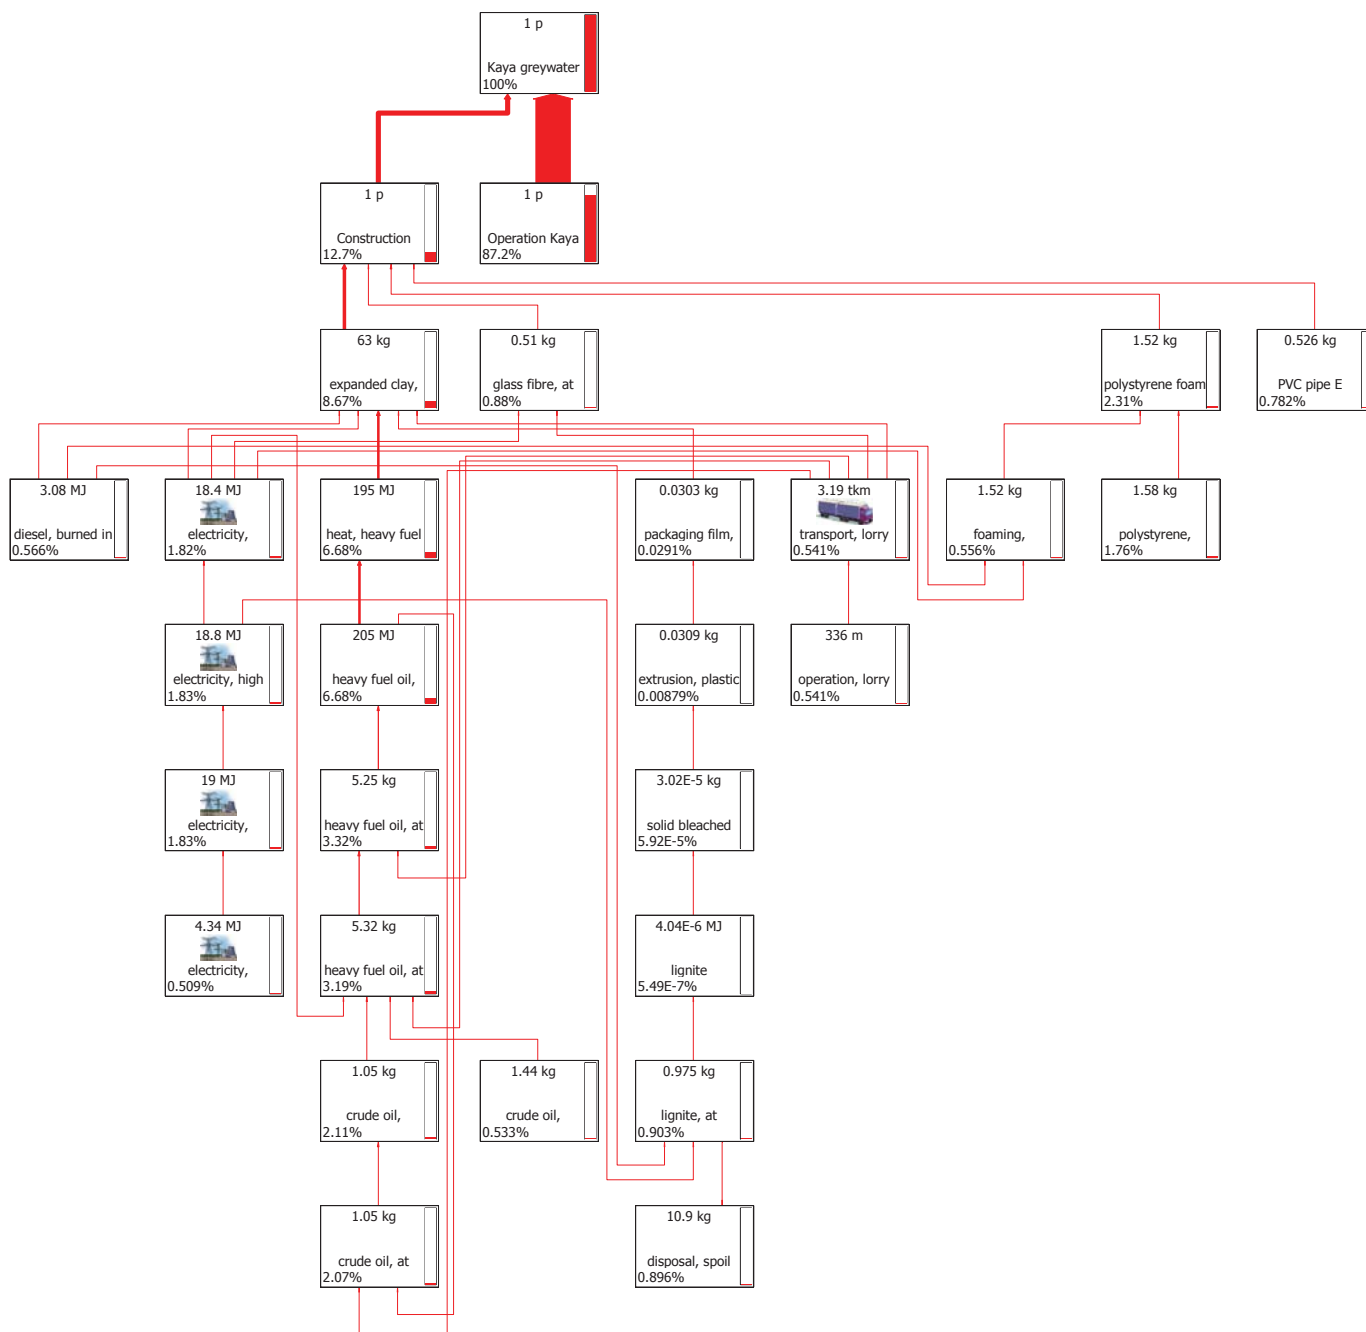 1 p
Kaya greywater
100%
1 p
Construction
12.7%
1 p
Operation Kaya
87.2%
63 kg
expanded clay,
8.67%
0.51 kg
glass fibre, at
0.88%
1.52 kg
polystyrene foam
2.31%
0.526 kg
PVC pipe E
0.782%
3.08 MJ
diesel, burned in
0.566%
18.4 MJ
electricity,
1.82%
195 MJ
heat, heavy fuel
6.68%
0.0303 kg
packaging film,
0.0291%
3.19 tkm
transport, lorry
0.541%
1.52 kg
foaming,
0.556%
1.58 kg
polystyrene,
1.76%
18.8 MJ
electricity, high
1.83%
205 MJ
heavy fuel oil,
6.68%
0.0309 kg
extrusion, plastic
0.00879%
336 m
operation, lorry
0.541%
19 MJ
electricity,
1.83%
5.25 kg
heavy fuel oil, at
3.32%
3.02E-5 kg
solid bleached
5.92E-5%
4.34 MJ
electricity,
0.509%
5.32 kg
heavy fuel oil, at
3.19%
4.04E-6 MJ
lignite
5.49E-7%
1.05 kg
crude oil,
2.11%
1.44 kg
crude oil,
0.533%
0.975 kg
lignite, at
0.903%
1.05 kg
crude oil, at
2.07%
10.9 kg
disposal, spoil
0.896%